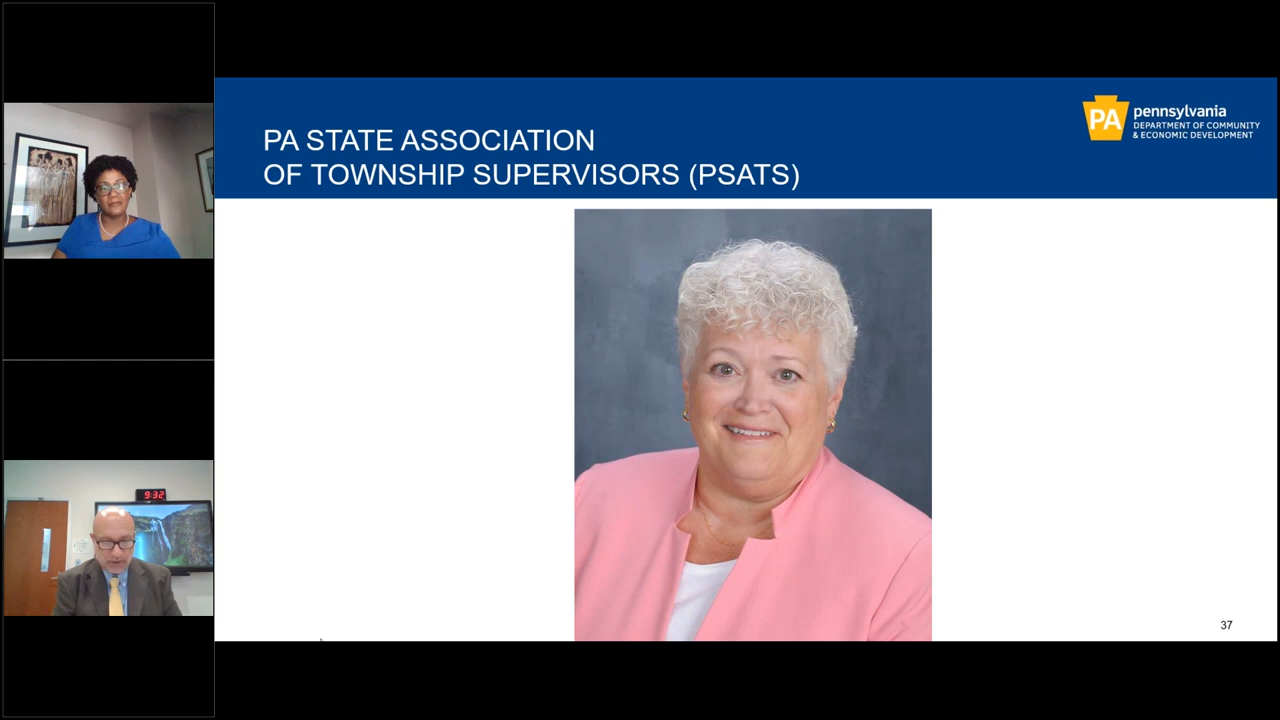 PA STATE ASSOCIATION
OF TOWNSHIP SUPERVISORS (PSATS)
PA
pennsylvania
DEPARTMENT OF COMMUNITY
& ECONOMIC DEVELOPMENT
9:32
37